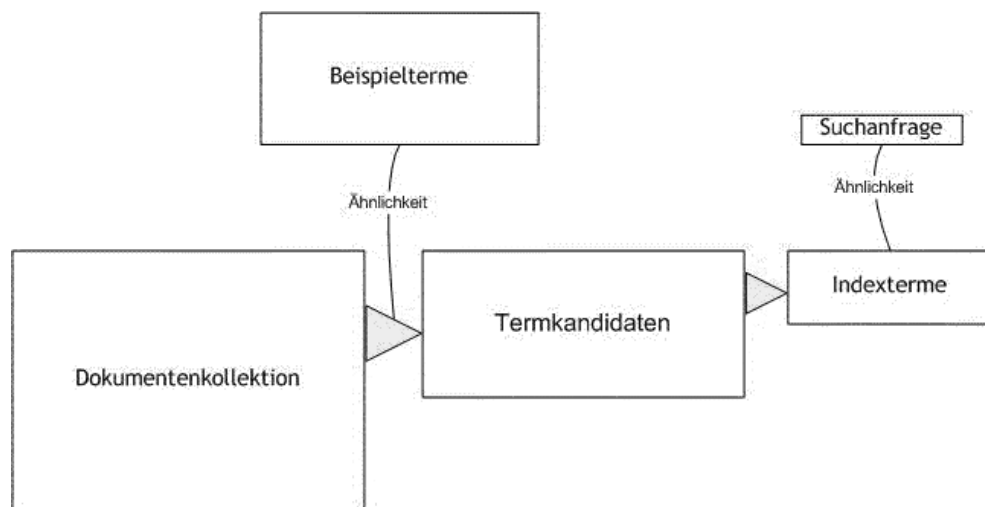 Beispielterme
Suchanfrage
Ähnlichkeit
Ähnlichkeit
Indexterme
Termkandidaten
Dokumentenkollektion